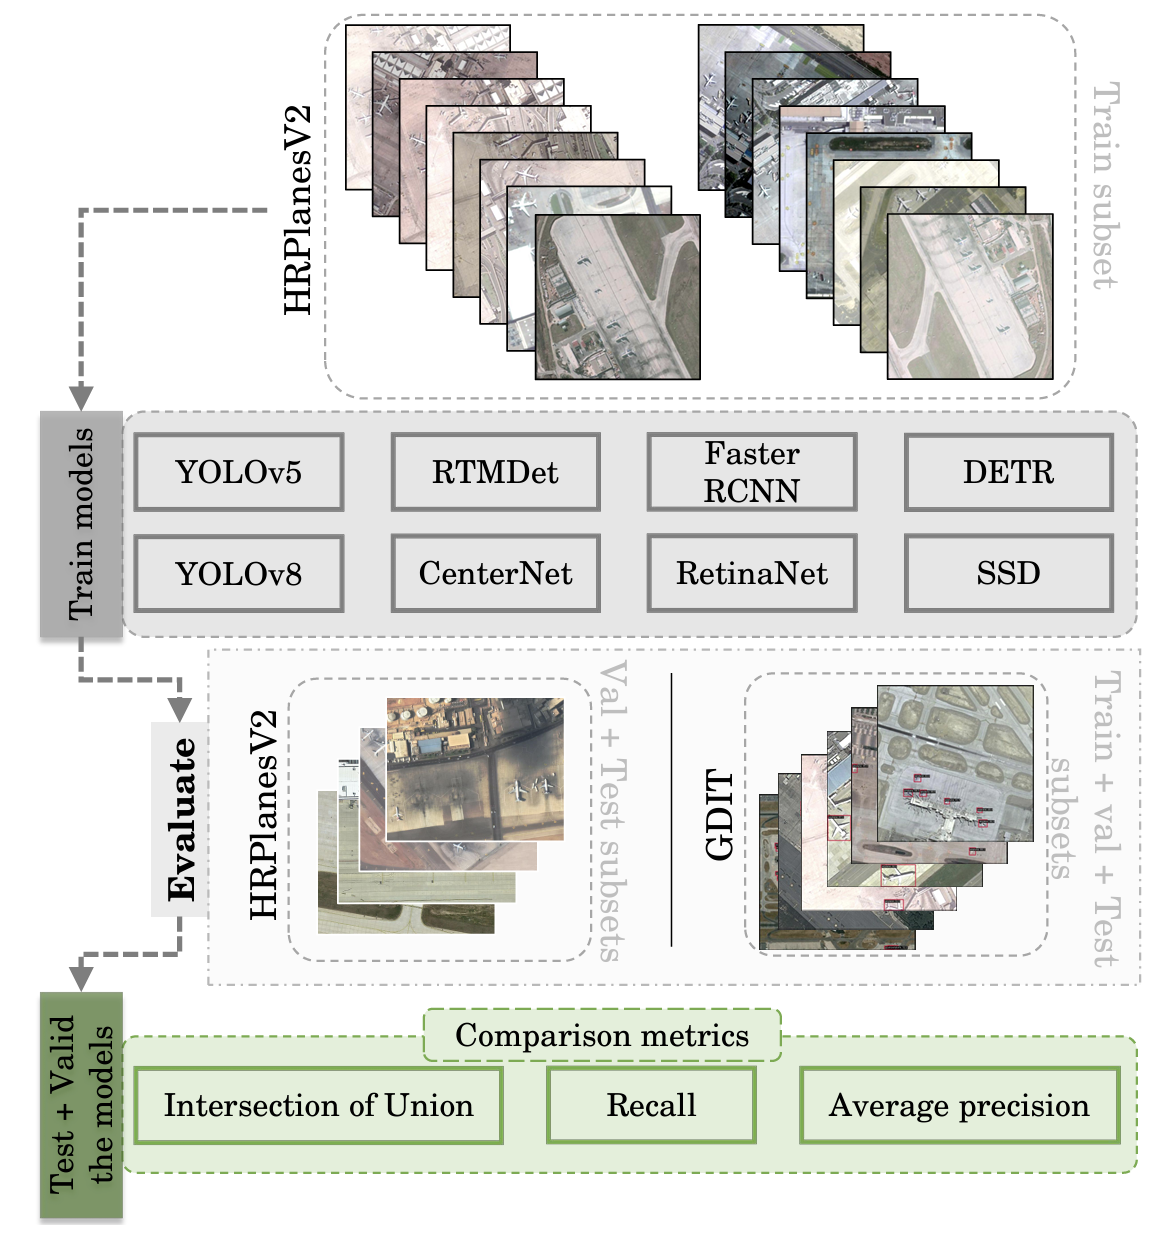 HRPlanesV2
Train subset
Train models
YOLOv5
RTMDet
Faster
RCNN
DETR
YOLOv8
CenterNet
RetinaNet
SSD
Evaluate
HRPlanesV2
Val + Test subsets
GDIT
Train + val + Test
subsets
Test + Valid
the models
Comparison metrics
Intersection of Union
Recall
Average precision